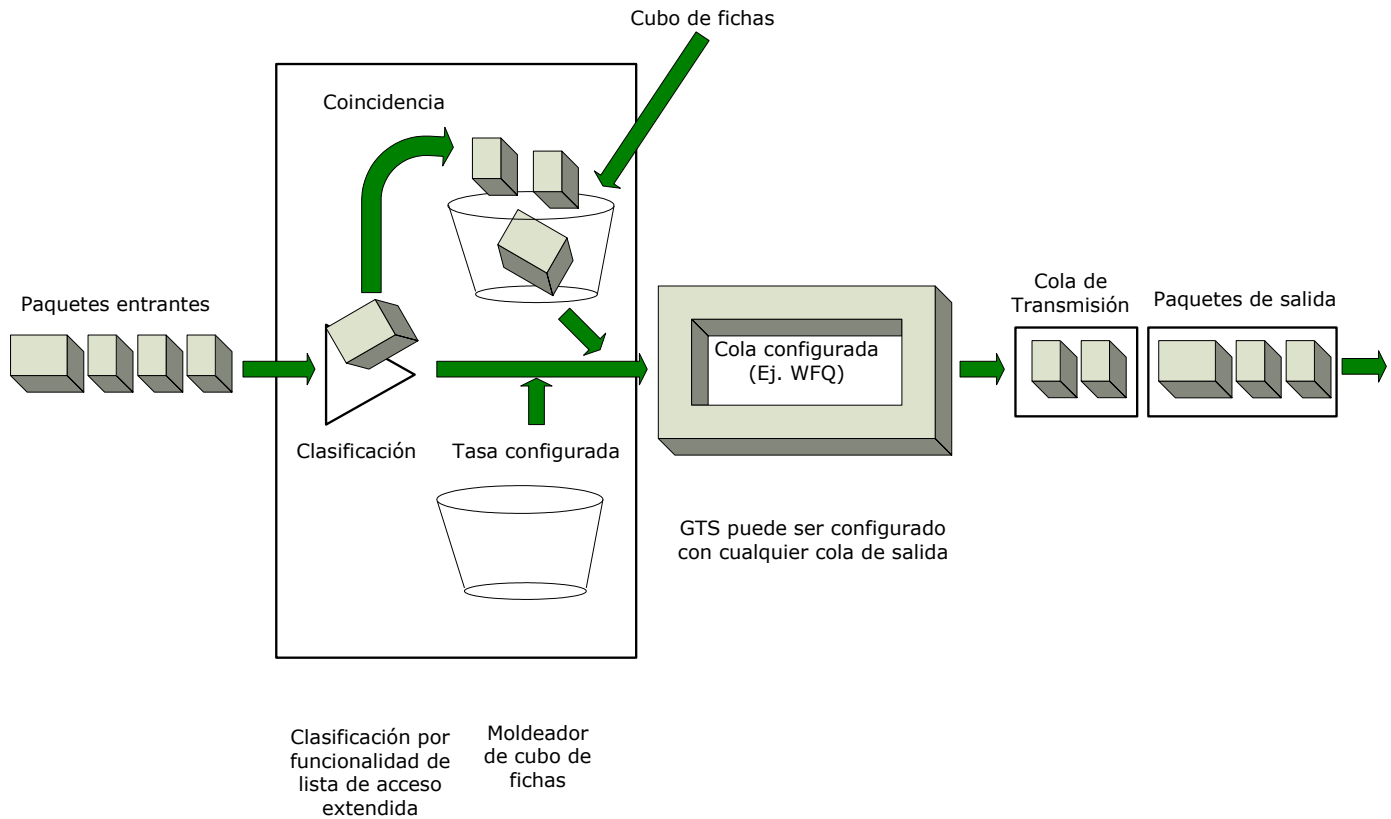 Cubo de fichas
Coincidencia
Paquetes entrantes
Clasificación
Tasa configurada
Cola configurada
(Ej. WFQ)
Cola de
Transmisión
Paquetes de salida
GTS puede ser configurado
con cualquier cola de salida
Clasificación por
funcionalidad de
lista de acceso
extendida
Moldeador
de cubo de
fichas